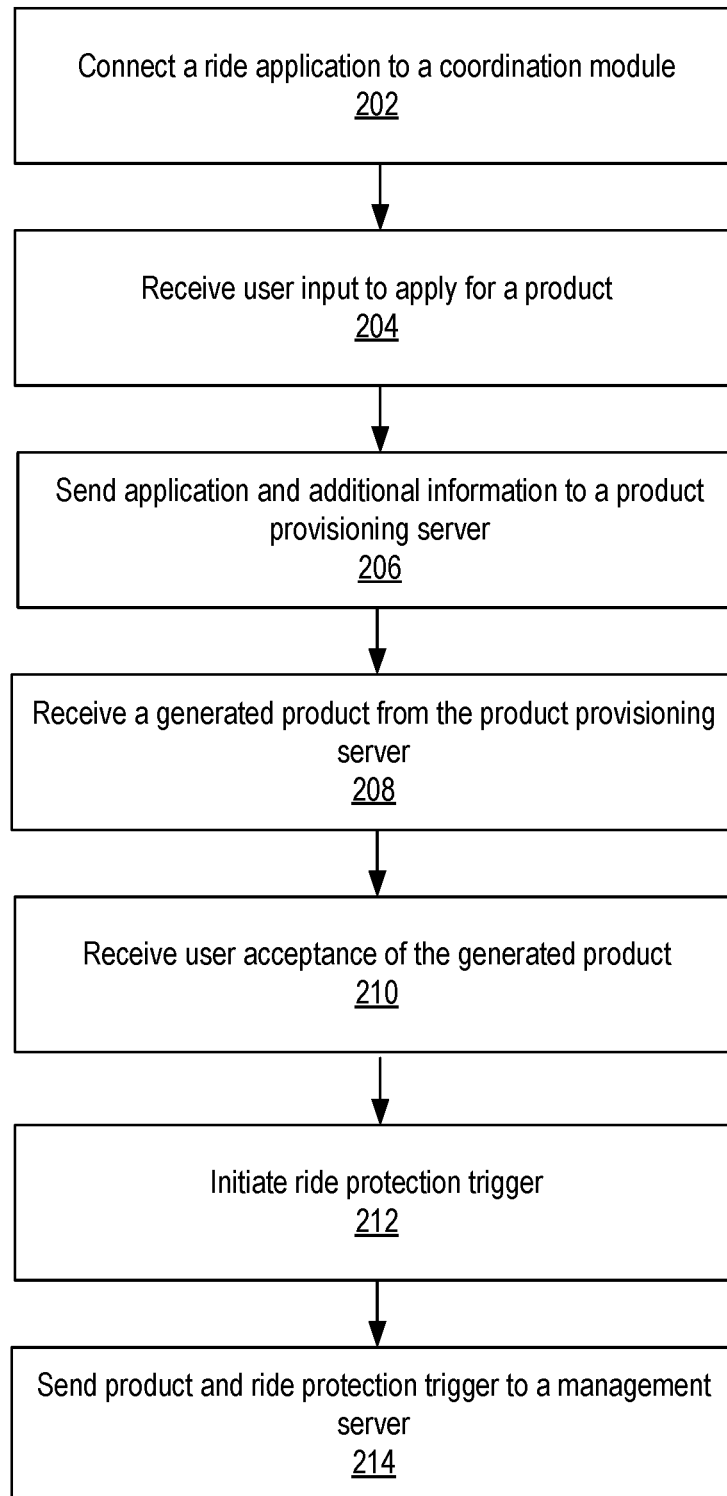 Connect a ride application to a coordination module
202
Receive user input to apply for a product
204
Send application and additional information to a product
provisioning server
206
Receive a generated product from the product provisioning
server
208
Receive user acceptance of the generated product
210
Initiate ride protection trigger
212
Send product and ride protection trigger to a management
server
214